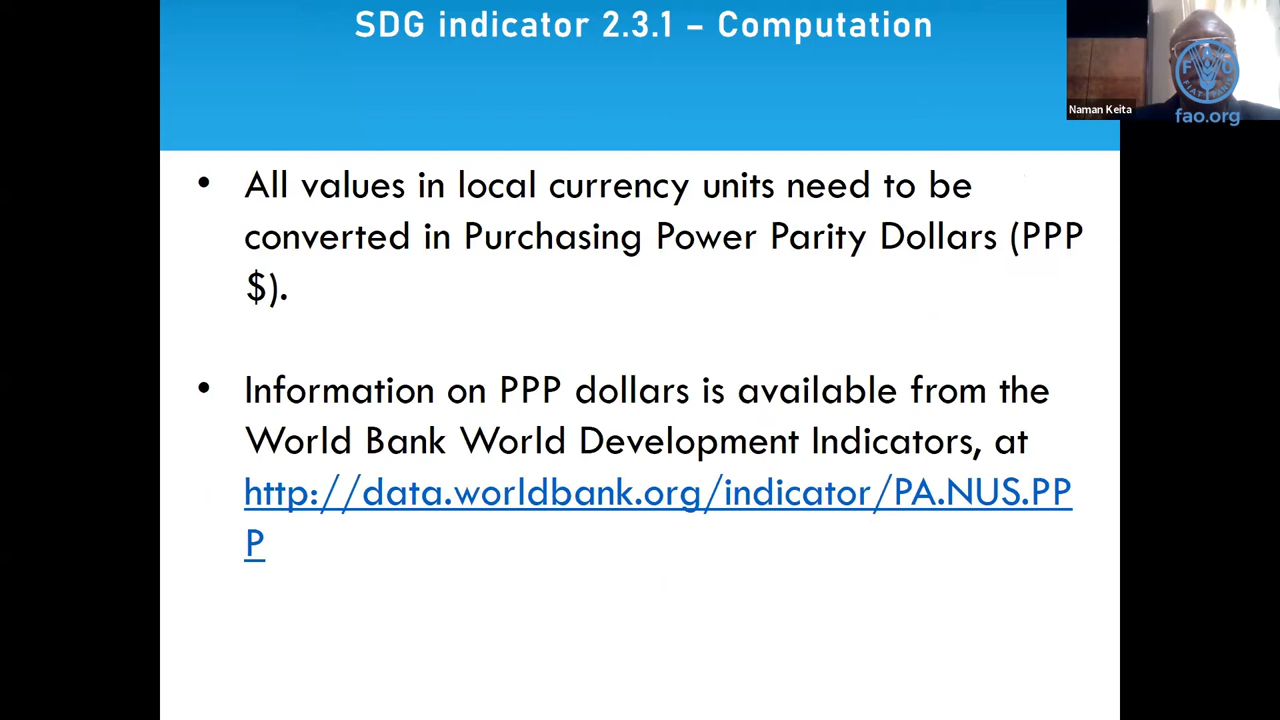 SDG indicator 2.3.1 – Computation
Naman Keita
F O
FIAT PANIS
fao.org
• All values in local currency units need to be
converted in Purchasing Power Parity Dollars (PPP
$).
• Information on PPP dollars is available from the
World Bank World Development Indicators, at
http://data.worldbank.org/indicator/PA.NUS.PP
P